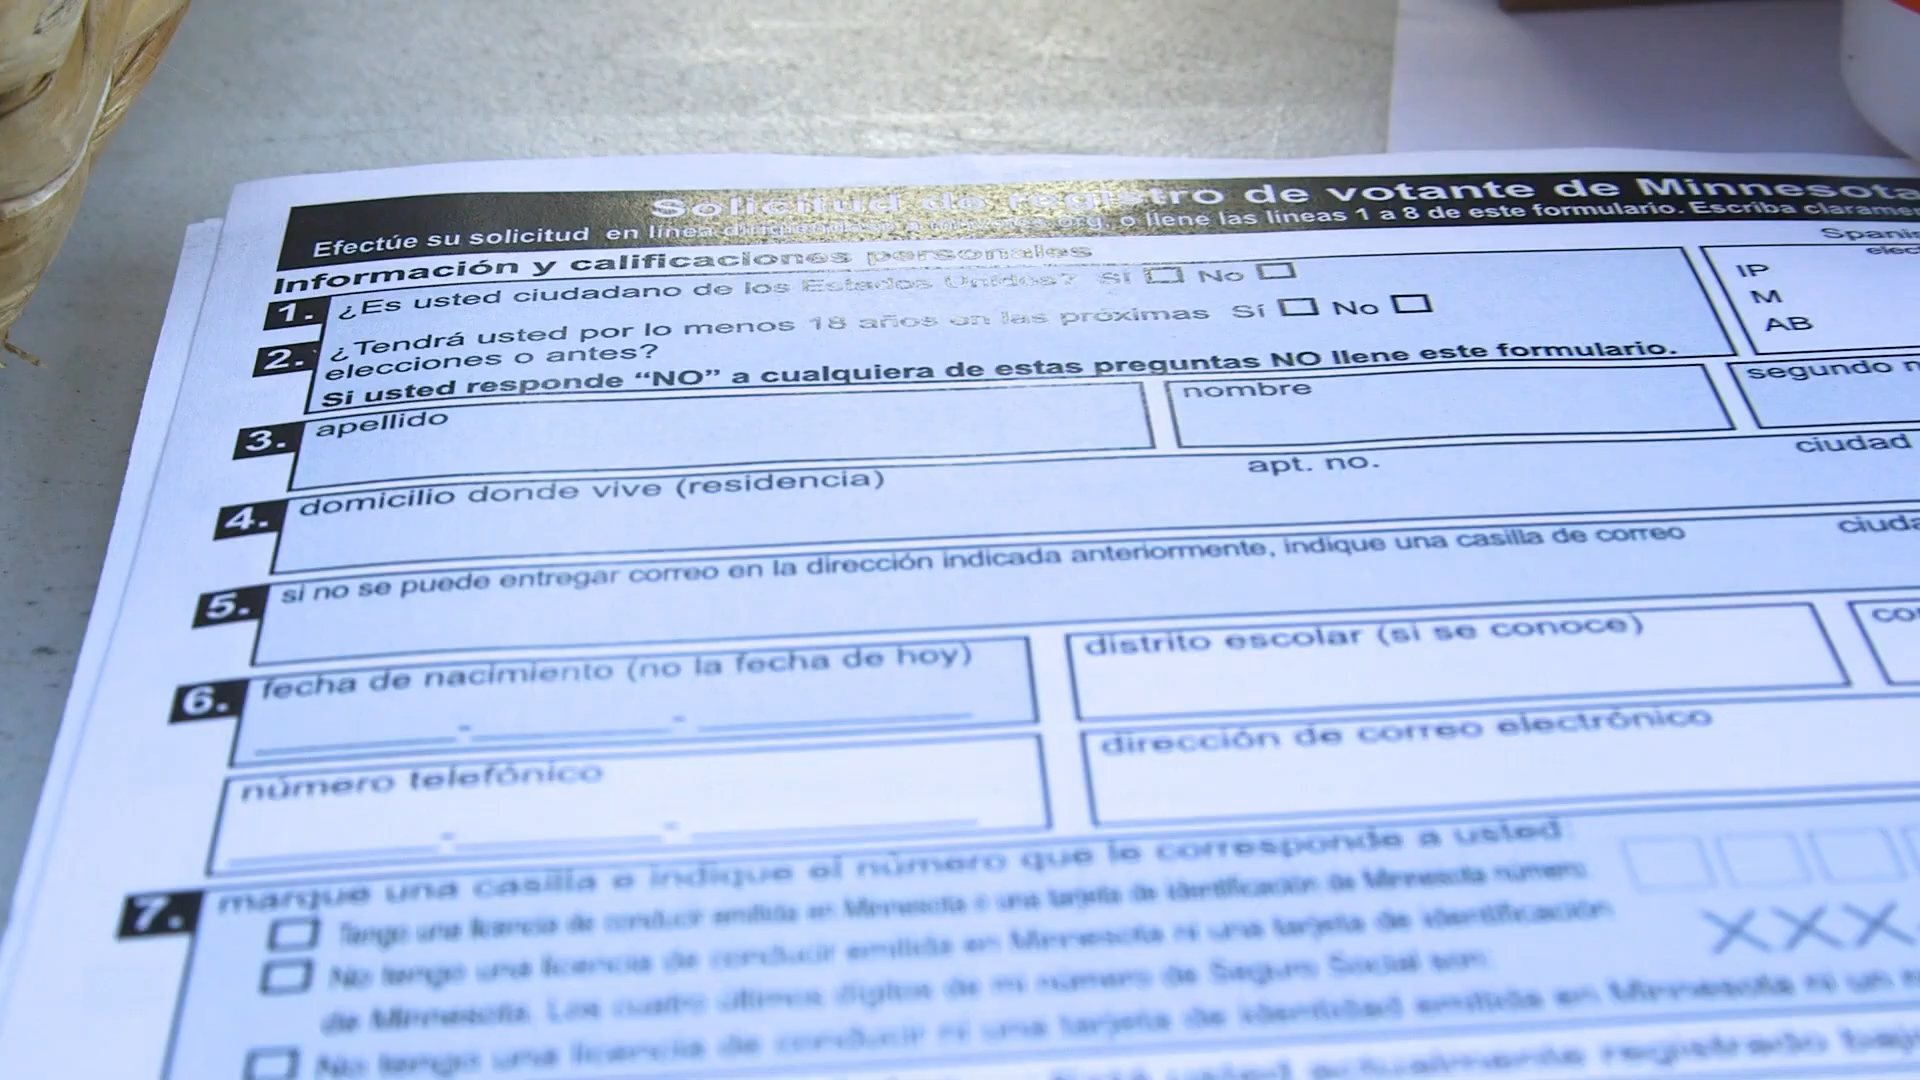 Solicitud de registro de votante de Minnesota
Efectúe su solicitud en línea dirigiéndose a mnvotes.org, o llene las líneas 1 a 8 de este formulario. Escriba
Información y calificaciones personales
1. ¿Es usted ciudadano de los Estados Unidos? Sí No
2. ¿Tendrá usted por lo menos 18 años en las próximas Sí No
elecciones o antes?
Si usted responde “NO” a cualquiera de estas preguntas NO llene este formulario.
IP
M
AB
3. apellido
nombre
segundo
4. domicilio donde vive (residencia)
apt. no.
ciudad
5. si no se puede entregar correo en la dirección indicada anteriormente, indique una casilla de correo
6. fecha de nacimiento (no la fecha de hoy)
distrito escolar (si se conoce)
número telefónico
dirección de correo electrónico
7. marque una casilla e indique el número que le corresponde a usted:
Tengo una licencia de conducir emitida en Minnesota o una tarjeta de identificación de Minnesota número:
No tengo una licencia de conducir emitida en Minnesota ni una tarjeta de identificación
XXX
de Minnesota. Los cuatro últimos dígitos de mi número de Seguro Social son:
No tengo una licencia de conducir ni una tarjeta de identidad emitida en Minnesota ni un
actualmente registrado bajo